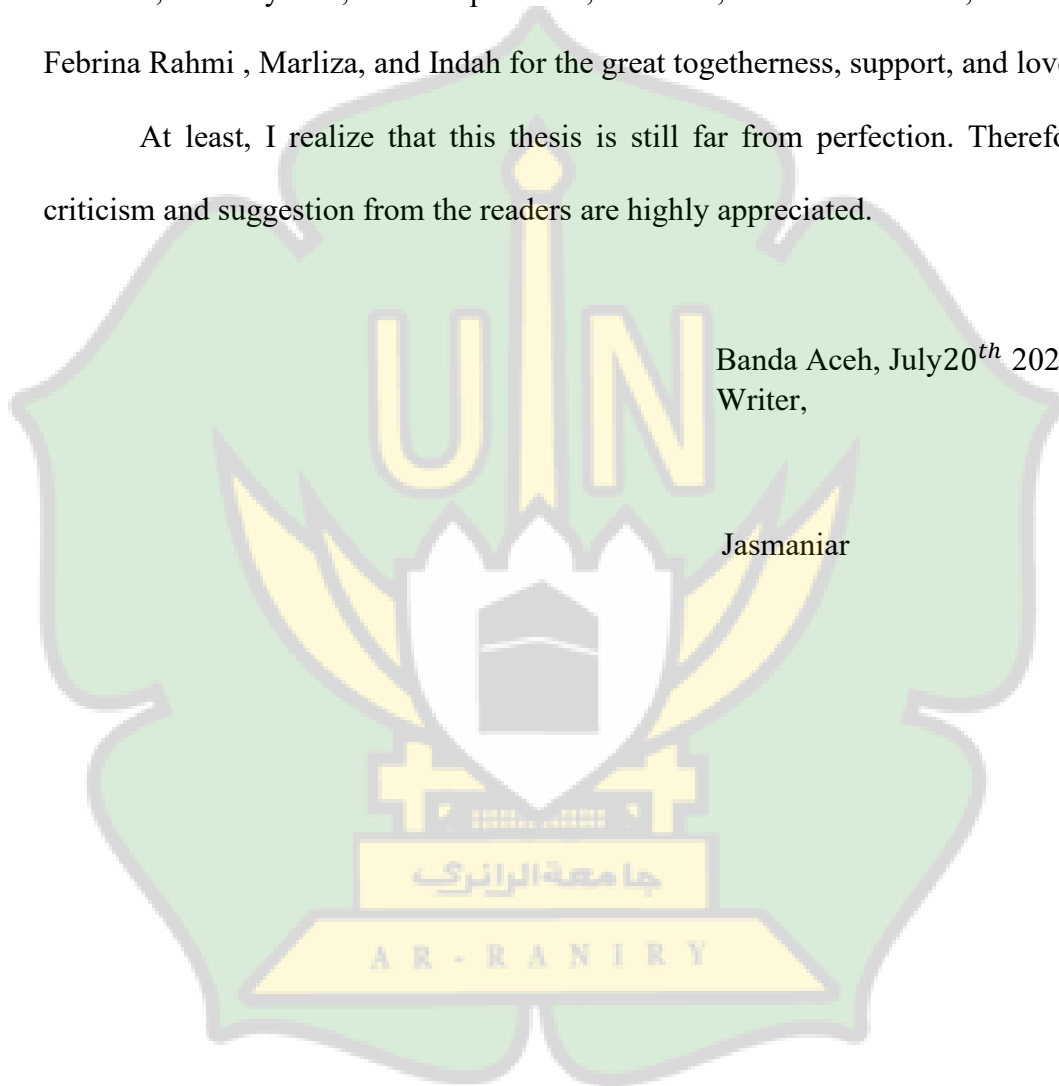 Febrina Rahmi , Marliza, and Indah for the great togetherness, support, and love
At least, I realize that this thesis is still far from perfection. Therefo
criticism and suggestion from the readers are highly appreciated.
Banda Aceh, July20th 202
Writer,
Jasmaniar
UIN
جامعة الرانري
AR-RANIRY